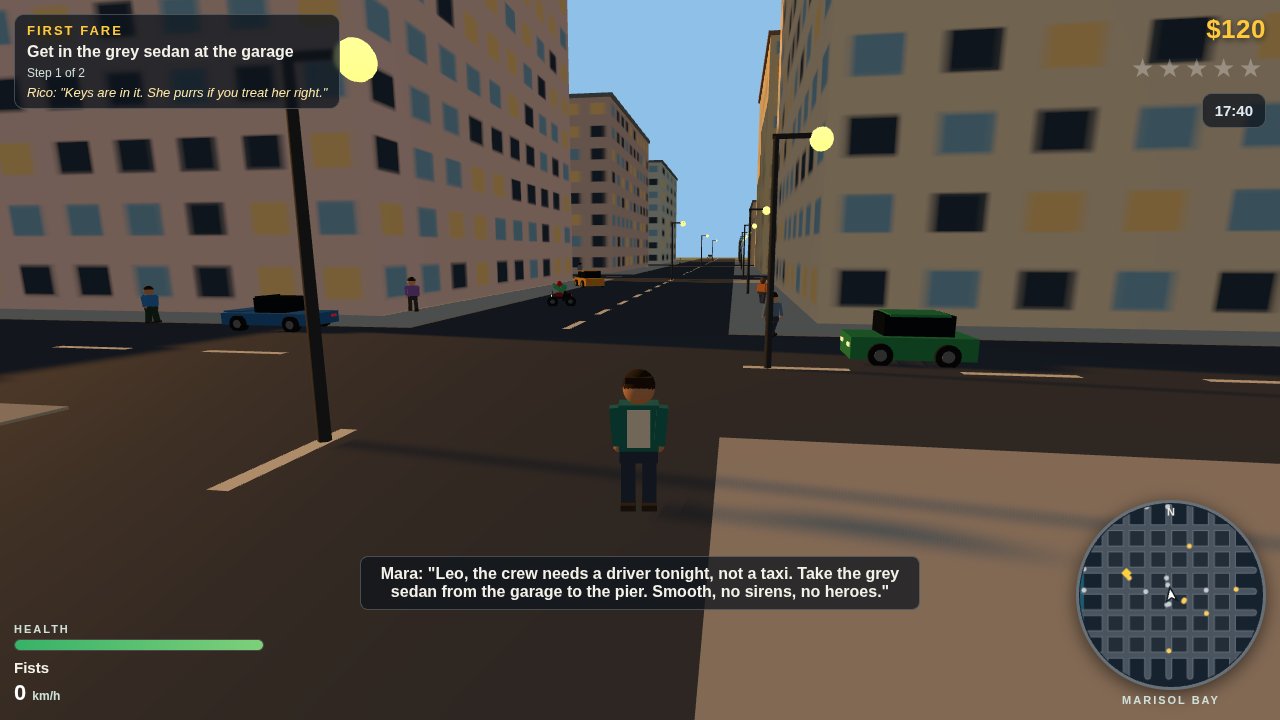 FIRST FARE
Get in the grey sedan at the garage
Step 1 of 2
Rico: "Keys are in it. She purrs if you treat her right."
$120
17:40
Mara: "Leo, the crew needs a driver tonight, not a taxi. Take the grey
sedan from the garage to the pier. Smooth, no sirens, no heroes."
HEALTH
Fists
0 km/h
N
MARISOL BAY